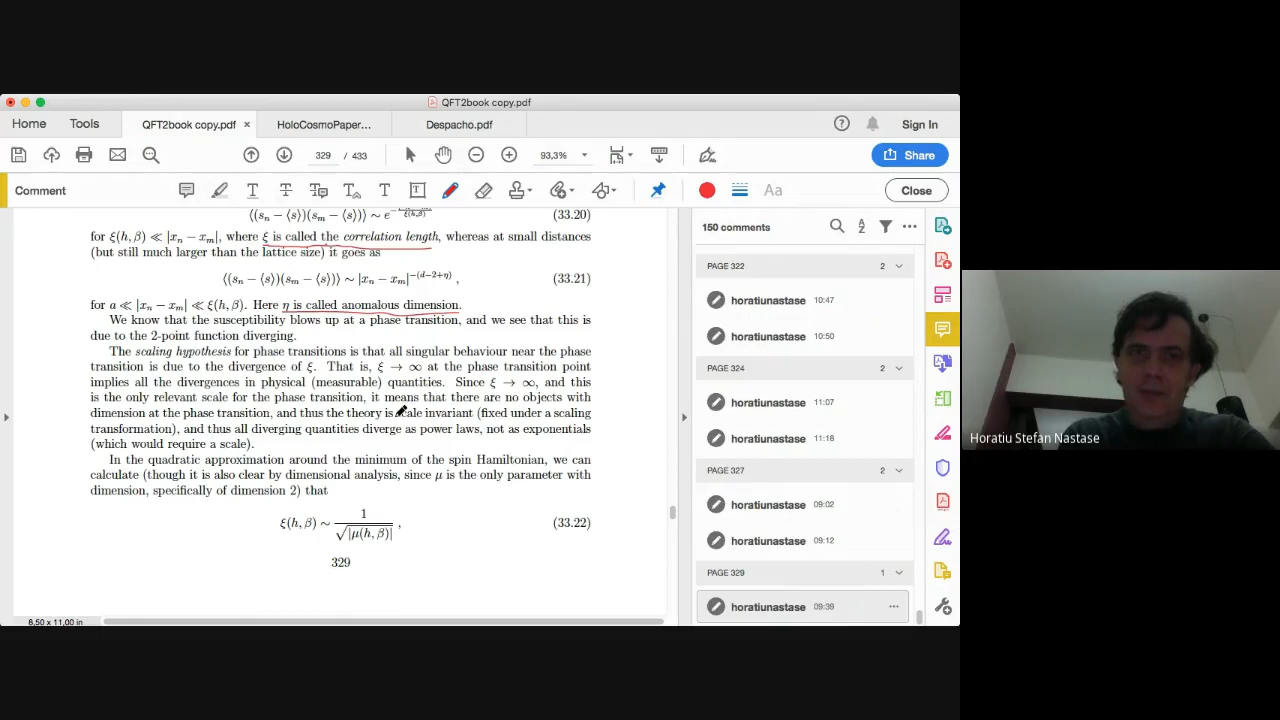 QFT2book copy.pdf
Home Tools QFT2book copy.pdf × HoloCosmoPaper... Despacho.pdf Sign In
329 / 433 93,3% Share
Comment T T T Aa Close
⟨(sₙ − ⟨s⟩)(sₘ − ⟨s⟩)⟩ ∼ e ξ(h,β) (33.20)
for ξ(h, β) ≪ |xₙ − xₘ|, where ξ is called the correlation length, whereas at small distances
(but still much larger than the lattice size) it goes as
⟨(sₙ − ⟨s⟩)(sₘ − ⟨s⟩)⟩ ∼ |xₙ − xₘ|^{−(d−2+η)} , (33.21)
for a ≪ |xₙ − xₘ| ≪ ξ(h, β). Here η is called anomalous dimension.
We know that the susceptibility blows up at a phase transition, and we see that this is
due to the 2-point function diverging.
The scaling hypothesis for phase transitions is that all singular behaviour near the phase
transition is due to the divergence of ξ. That is, ξ → ∞ at the phase transition point
implies all the divergences in physical (measurable) quantities. Since ξ → ∞, and this
is the only relevant scale for the phase transition, it means that there are no objects with
dimension at the phase transition, and thus the theory is scale invariant (fixed under a scaling
transformation), and thus all diverging quantities diverge as power laws, not as exponentials
(which would require a scale).
In the quadratic approximation around the minimum of the spin Hamiltonian, we can
calculate (though it is also clear by dimensional analysis, since μ is the only parameter with
dimension, specifically of dimension 2) that
ξ(h, β) ∼ 1 / √|μ(h, β)| , (33.22)
329
8,50 x 11,00 in
150 comments
PAGE 322 2
horatiunastase 10:47
horatiunastase 10:50
PAGE 324 2
horatiunastase 11:07
horatiunastase 11:18
PAGE 327 2
horatiunastase 09:02
horatiunastase 09:12
PAGE 329 1
horatiunastase 09:39
Horatiu Stefan Nastase